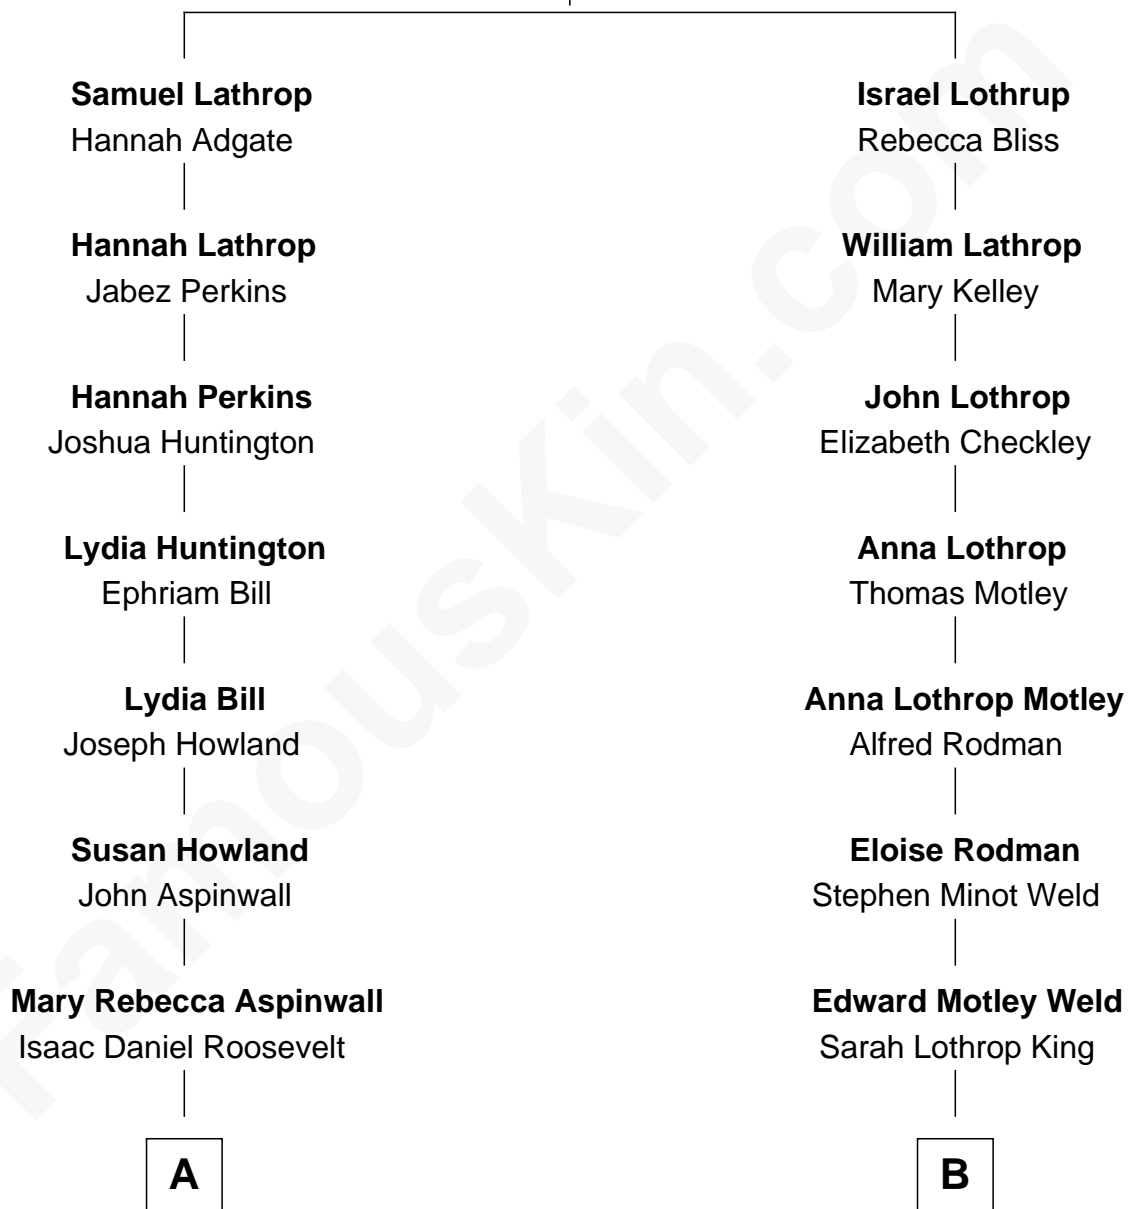 Samuel Lathrop
Hannah Adgate
Hannah Lathrop
Jabez Perkins
Hannah Perkins
Joshua Huntington
Lydia Huntington
Ephriam Bill
Lydia Bill
Joseph Howland
Susan Howland
John Aspinwall
Mary Rebecca Aspinwall
Isaac Daniel Roosevelt
A
Israel Lothrup
Rebecca Bliss
William Lathrop
Mary Kelley
John Lothrop
Elizabeth Checkley
Anna Lothrop
Thomas Motley
Anna Lothrop Motley
Alfred Rodman
Eloise Rodman
Stephen Minot Weld
Edward Motley Weld
Sarah Lothrop King
B
FamousKin.com